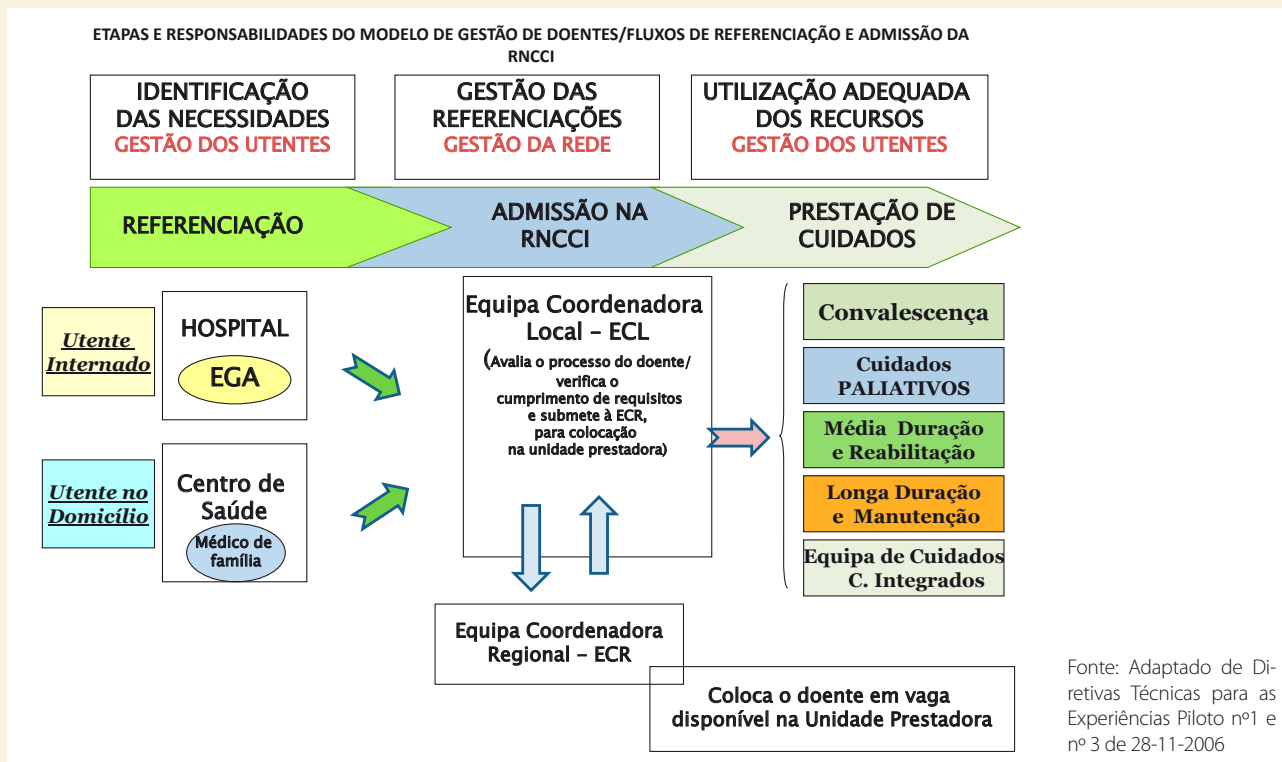 ETAPAS E RESPONSABILIDADES DO MODELO DE GESTÃO DE DOENTES/FLUXOS DE REFERENCIAÇÃO E ADMISSÃO DA
RNCCI
IDENTIFICAÇÃO
DAS NECESSIDADES
GESTÃO DOS UTENTES
GESTÃO DAS
REFERENCIAÇÕES
GESTÃO DA REDE
UTILIZAÇÃO ADEQUADA
DOS RECURSOS
GESTÃO DOS UTENTES
REFERENCIAÇÃO
ADMISSÃO NA
RNCCI
PRESTAÇÃO DE
CUIDADOS
Utente
Internado
HOSPITAL
EGA
Utente no
Domicílio
Centro de
Saúde
Médico de
família
Equipa Coordenadora
Local – ECL
(Avalia o processo do doente/
verifica o
cumprimento de requisitos
e submete à ECR,
para colocação
na unidade prestadora)
Convalescença
Cuidados
PALIATIVOS
Média Duração
e Reabilitação
Longa Duração
e Manutenção
Equipa de Cuidados
C. Integrados
Equipa Coordenadora
Regional – ECR
Coloca o doente em vaga
disponível na Unidade Prestadora
Fonte: Adaptado de Di-
retivas Técnicas para as
Experiências Piloto nº1 e
nº 3 de 28-11-2006